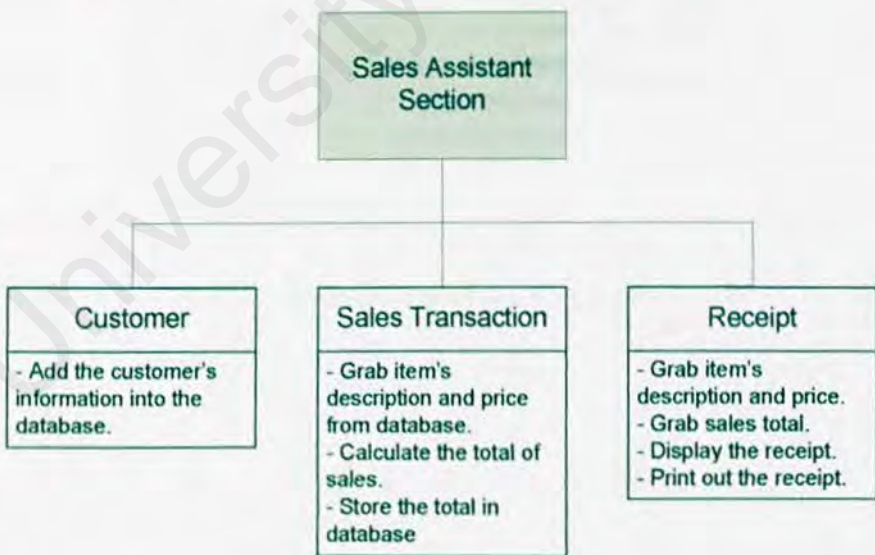 University
Sales Assistant
Section
Customer
- Add the customer's
information into the
database.
Sales Transaction
- Grab item's
description and price
from database.
- Calculate the total of
sales.
- Store the total in
database
Receipt
- Grab item's
description and price.
- Grab sales total.
- Display the receipt.
- Print out the receipt.